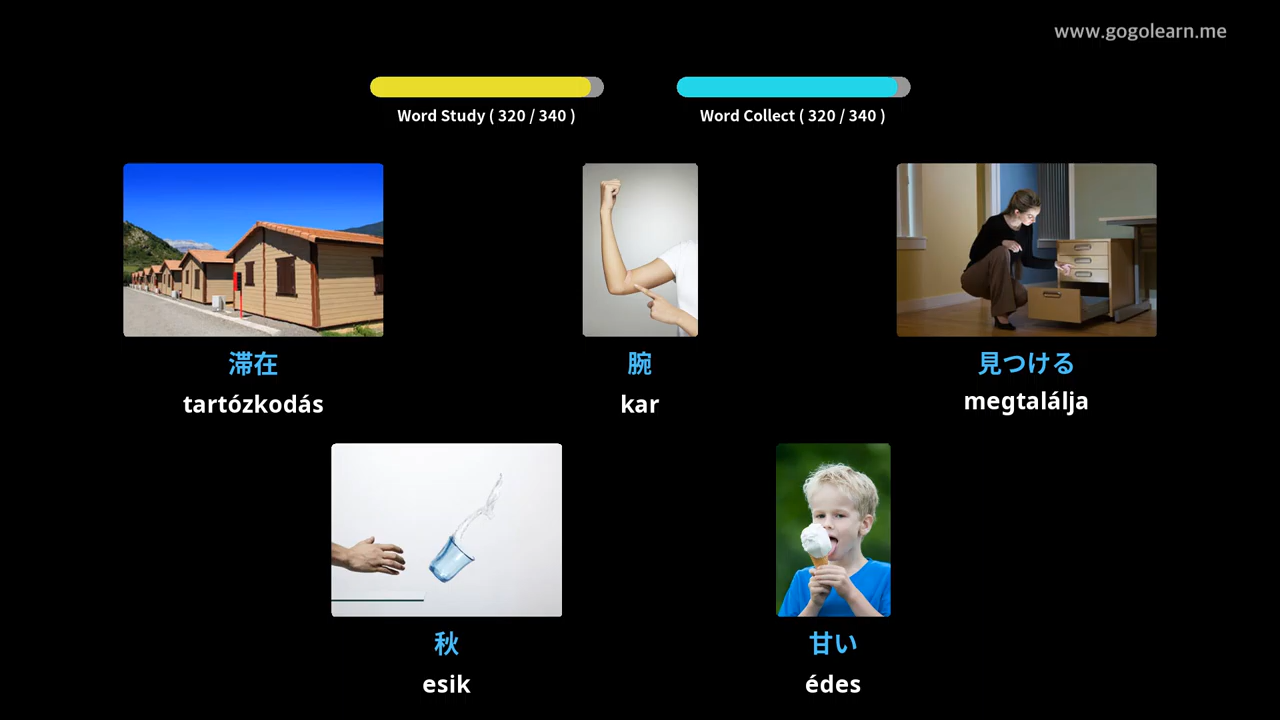 www.gogolearn.me
Word Study ( 320 / 340 )
Word Collect ( 320 / 340 )
滞在
tartózkodás
腕
kar
見つける
megtalálja
秋
esik
甘い
édes